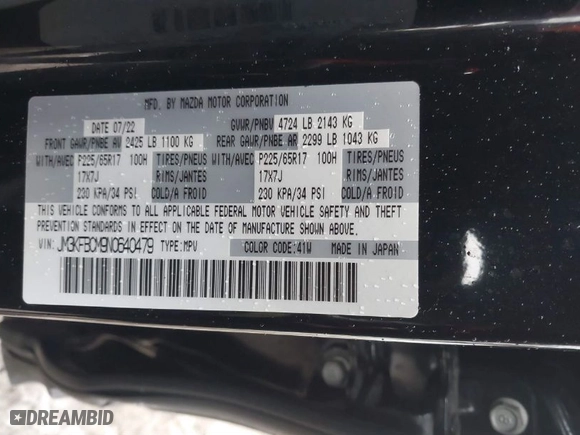 MFD. BY MAZDA MOTOR CORPORATION
DATE 07/22 GVWR/PNBV 4724 LB 2143 KG
FRONT GAWR/PNBE AV 2425 LB 1100 KG REAR GAWR/PNBE AR 2299 LB 1043 KG
WITH/AVEC P225/65R17 100H TIRES/PNEUS WITH/AVEC P225/65R17 100H TIRES/PNEUS
17X7J RIMS/JANTES 17X7J RIMS/JANTES
230 KPA/34 PSI COLD/A FROID 230 KPA/34 PSI COLD/A FROID
THIS VEHICLE CONFORMS TO ALL APPLICABLE FEDERAL MOTOR VEHICLE SAFETY AND THEFT
PREVENTION STANDARDS IN EFFECT ON THE DATE OF MANUFACTURE SHOWN ABOVE.
VIN: JM3KFBCM9N0640479 TYPE:MPV COLOR CODE:41W MADE IN JAPAN
DREAMBID